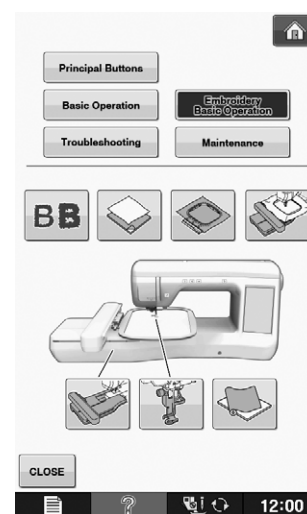 Principal Buttons
Basic Operation
Embroidery
Basic Operation
Troubleshooting
Maintenance
BB
CLOSE
?
12:00